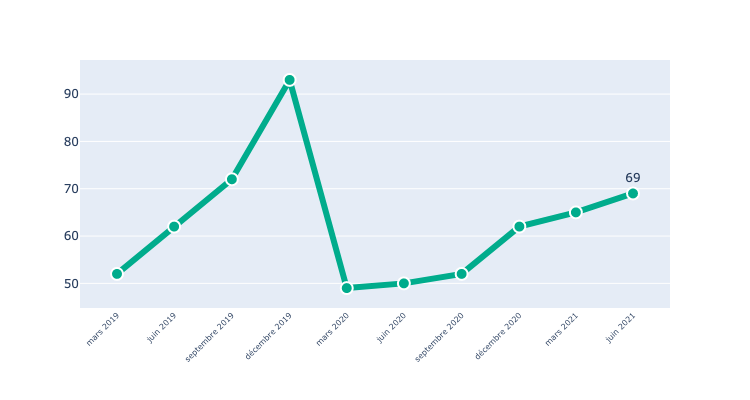 90
80
70
60
50
69
mars 2019
juin 2019
septembre 2019
décembre 2019
mars 2020
juin 2020
septembre 2020
décembre 2020
mars 2021
juin 2021